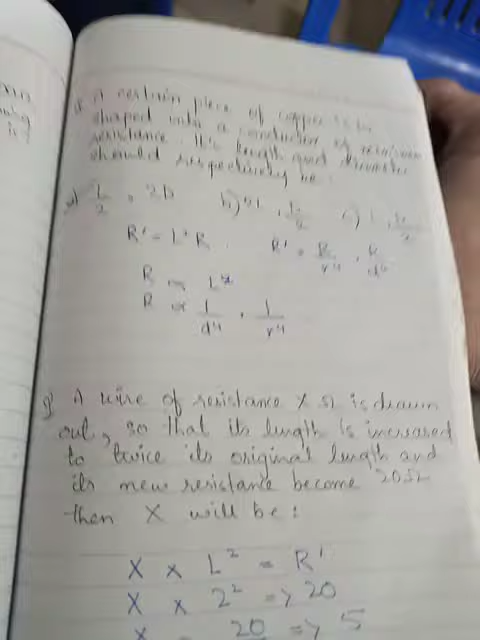 A certain piece of copper is to be
shaped into a conductor of minimum
resistance. It's length and diameter
should respectively be:
a) L/2, 2D b) 2L, c) L,
R' = L² R R' = R/r⁴, R/d⁴
R ∝ L²
R ∝ 1/d⁴, 1/r⁴
A wire of resistance X Ω is drawn
out, so that its length is increased
to twice its original length and
its new resistance become 20Ω
then X will be:
X × L² = R'
X × 2² => 20
20 => 5